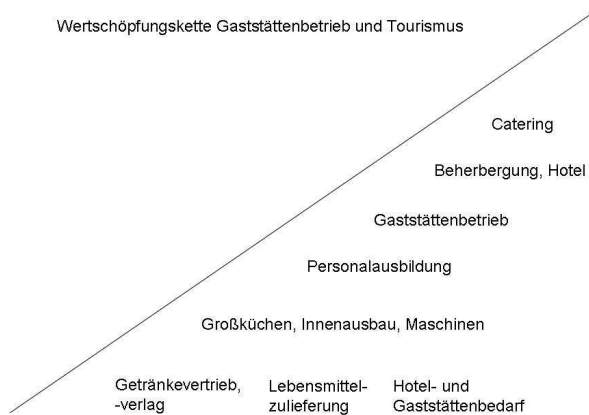 Wertschöpfungskette Gaststättenbetrieb und Tourismus
Catering
Beherbergung, Hotel
Gaststättenbetrieb
Personalausbildung
Großküchen, Innenausbau, Maschinen
Getränkevertrieb,
-verlag
Lebensmittel-
zulieferung
Hotel- und
Gaststättenbedarf